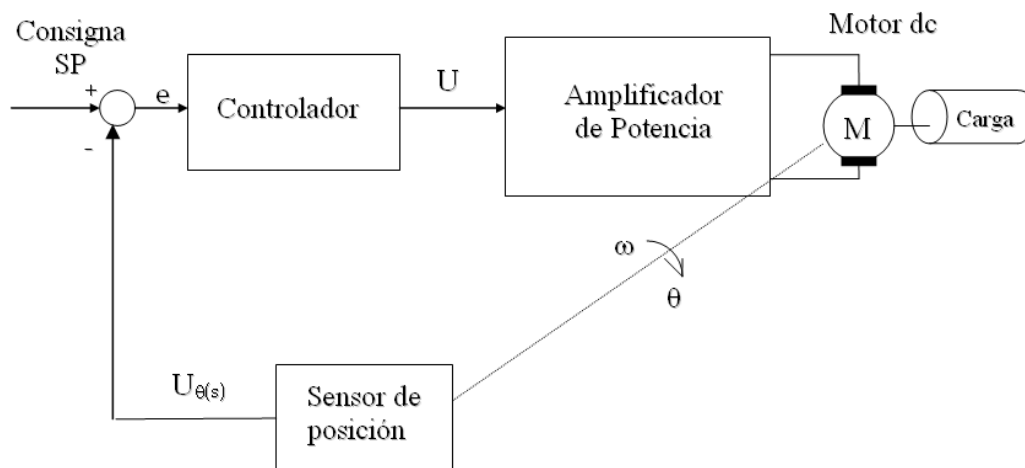 Motor dc
Consigna
SP
+
e
-
Controlador
U
Amplificador
de Potencia
M
Carga
ω
θ
Uθ(s)
Sensor de
posición